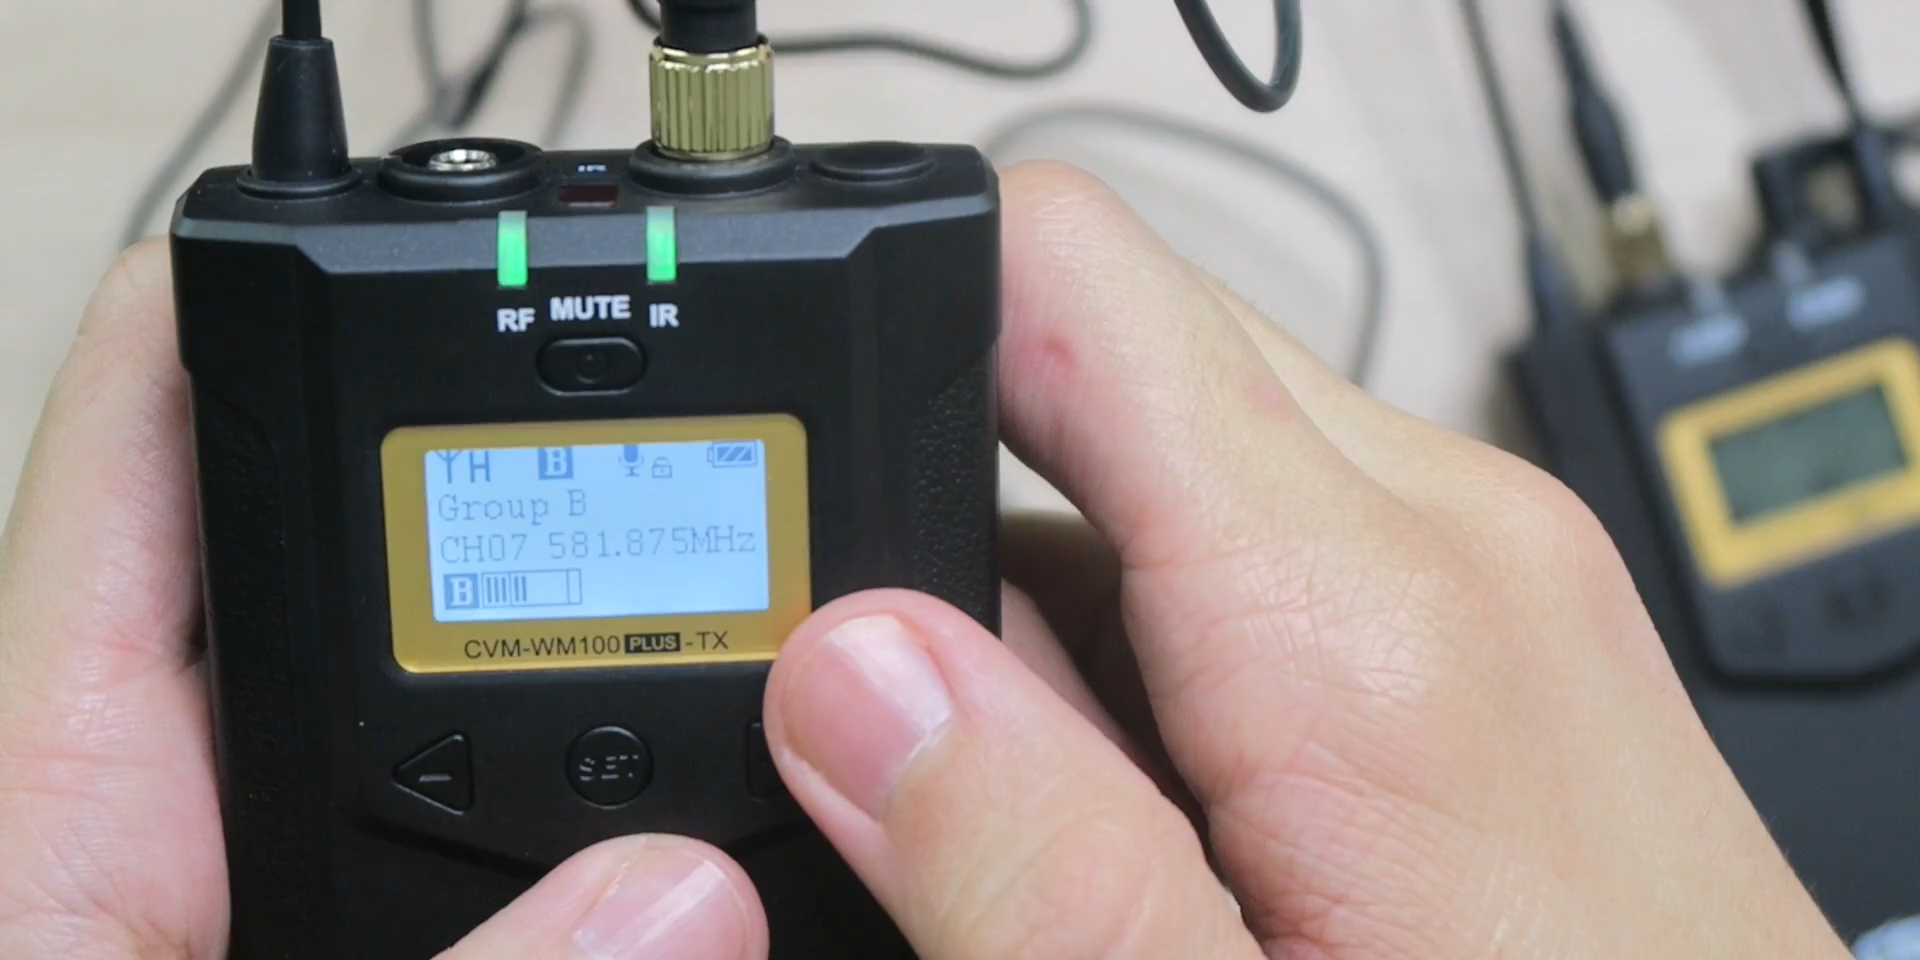 RF MUTE IR
H B
Group B
CH07 581.875MHz
B
CVM-WM100 PLUS -TX
SET